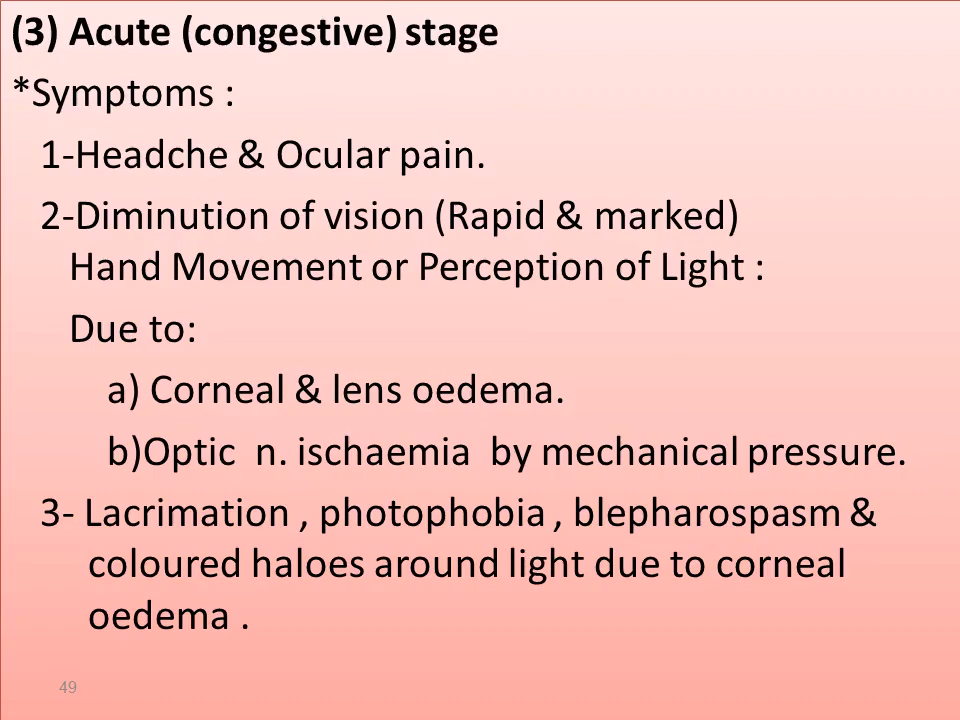 (3) Acute (congestive) stage
*Symptoms :
1-Headche & Ocular pain.
2-Diminution of vision (Rapid & marked)
Hand Movement or Perception of Light :
Due to:
a) Corneal & lens oedema.
b)Optic n. ischaemia by mechanical pressure.
3- Lacrimation , photophobia , blepharospasm &
coloured haloes around light due to corneal
oedema .
49